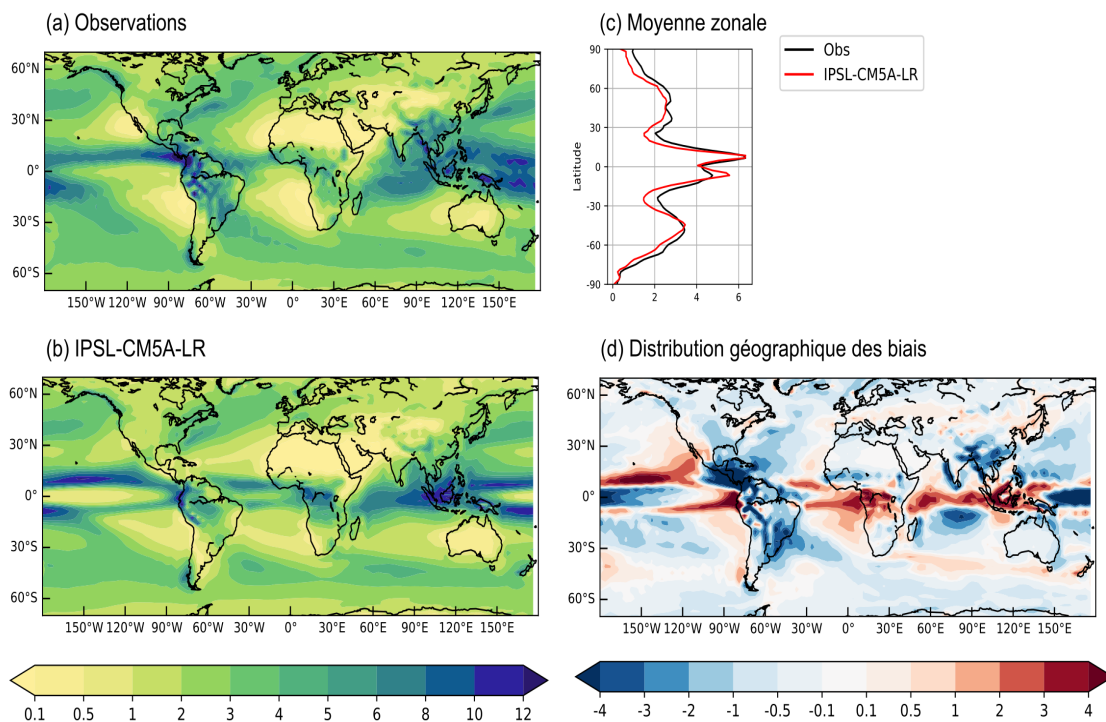 (a) Observations
60°N
30°N
0°
30°S
60°S
150°W 120°W 90°W 60°W 30°W 0° 30°E 60°E 90°E 120°E 150°E
(c) Moyenne zonale
90
60
30
0
-30
-60
-90
Latitude
0 2 4 6
Obs
IPSL-CM5A-LR
(b) IPSL-CM5A-LR
60°N
30°N
0°
30°S
60°S
150°W 120°W 90°W 60°W 30°W 0° 30°E 60°E 90°E 120°E 150°E
0.1 0.5 1 2 3 4 5 6 8 10 12
(d) Distribution géographique des biais
60°N
30°N
0°
30°S
60°S
150°W 120°W 90°W 60°W 30°W 0° 30°E 60°E 90°E 120°E 150°E
-4 -3 -2 -1 -0.5 -0.1 0.1 0.5 1 2 3 4